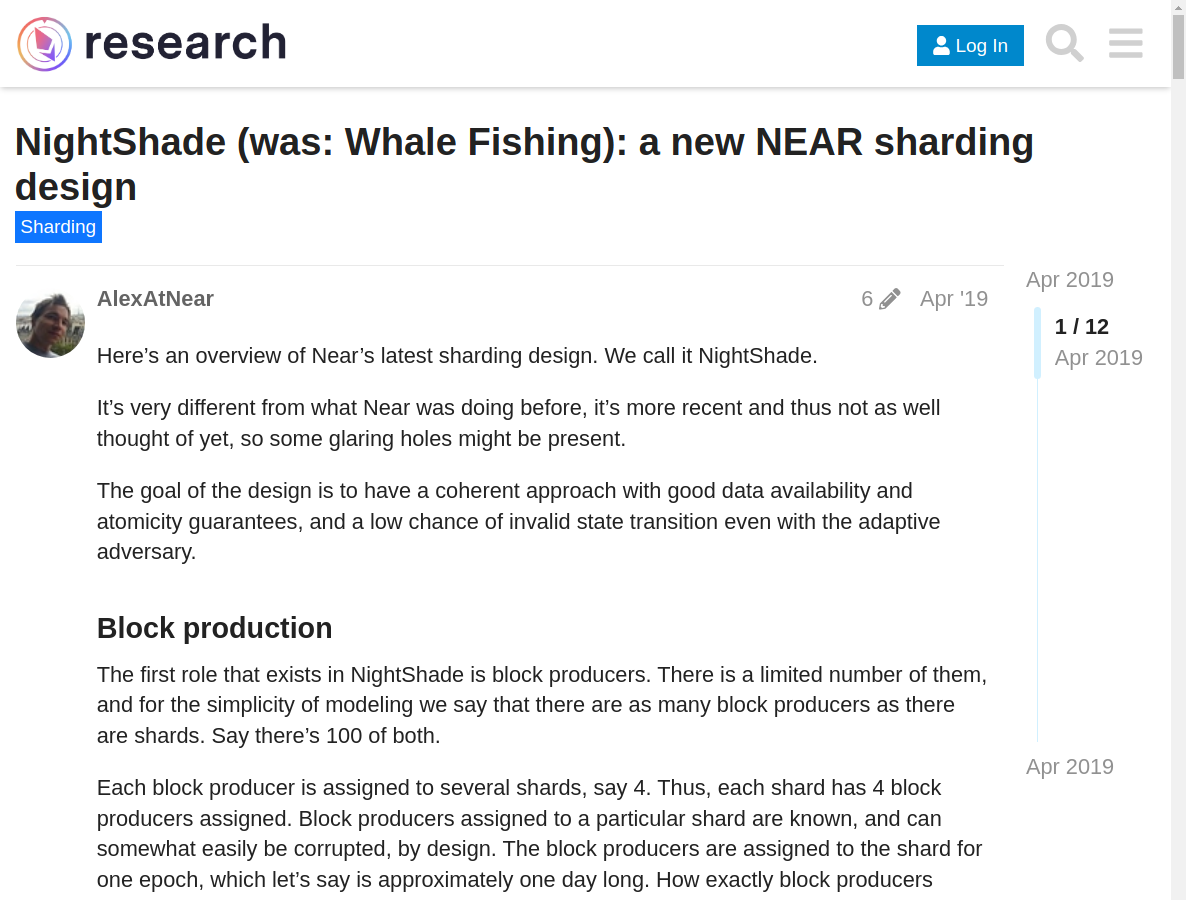 research
Log In
NightShade (was: Whale Fishing): a new NEAR sharding
design
Sharding
AlexAtNear
6
Apr '19
Here’s an overview of Near’s latest sharding design. We call it NightShade.
It’s very different from what Near was doing before, it’s more recent and thus not as well
thought of yet, so some glaring holes might be present.
The goal of the design is to have a coherent approach with good data availability and
atomicity guarantees, and a low chance of invalid state transition even with the adaptive
adversary.
Block production
The first role that exists in NightShade is block producers. There is a limited number of them,
and for the simplicity of modeling we say that there are as many block producers as there
are shards. Say there’s 100 of both.
Each block producer is assigned to several shards, say 4. Thus, each shard has 4 block
producers assigned. Block producers assigned to a particular shard are known, and can
somewhat easily be corrupted, by design. The block producers are assigned to the shard for
one epoch, which let’s say is approximately one day long. How exactly block producers
Apr 2019
1 / 12
Apr 2019
Apr 2019